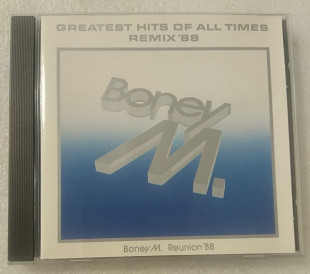 GREATEST HITS OF ALL TIMES
REMIX '88
Boney
M.
Boney M. Reunion '88